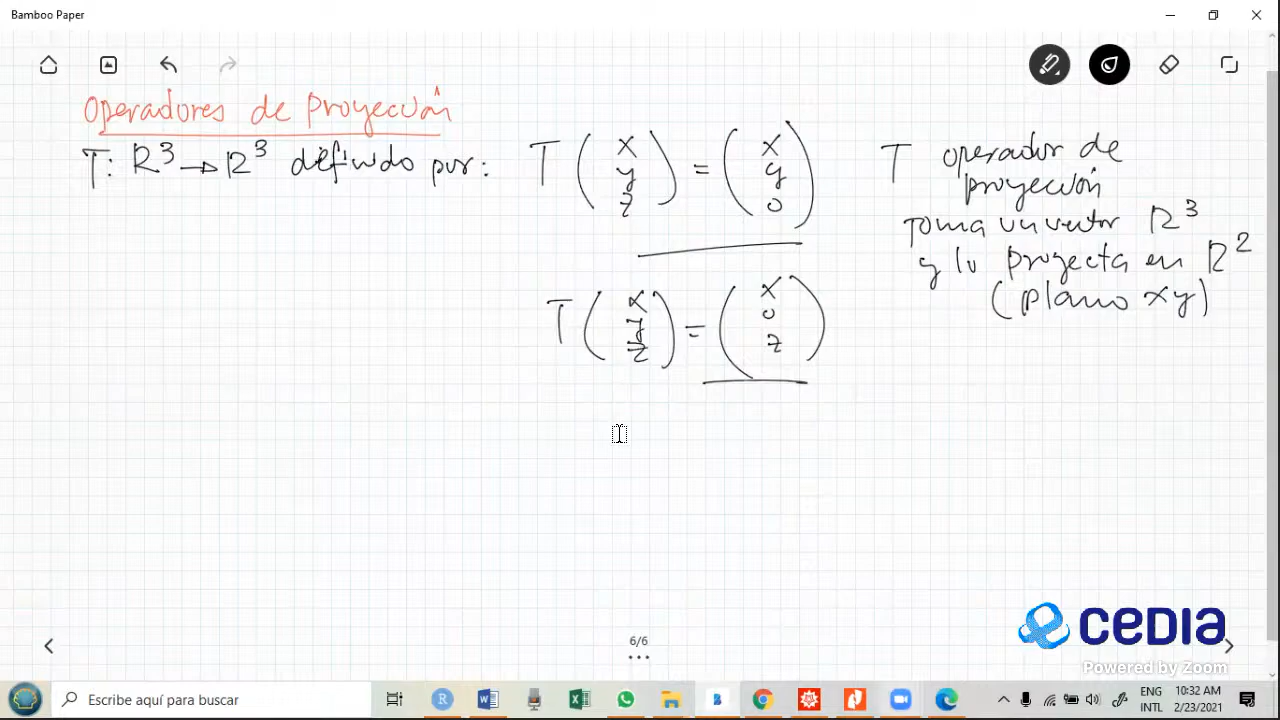 Bamboo Paper
Operadores de proyección
T: R³ → R³ definido por: T(x y z) = (x y 0)
T operador de
proyección
toma un vector R³
y lo proyecta en R²
(plano xy)
T(x y z) = (x 0 z)
6/6
cedia
Powered by Zoom
Escribe aquí para buscar
ENG
INTL
10:32 AM
2/23/2021